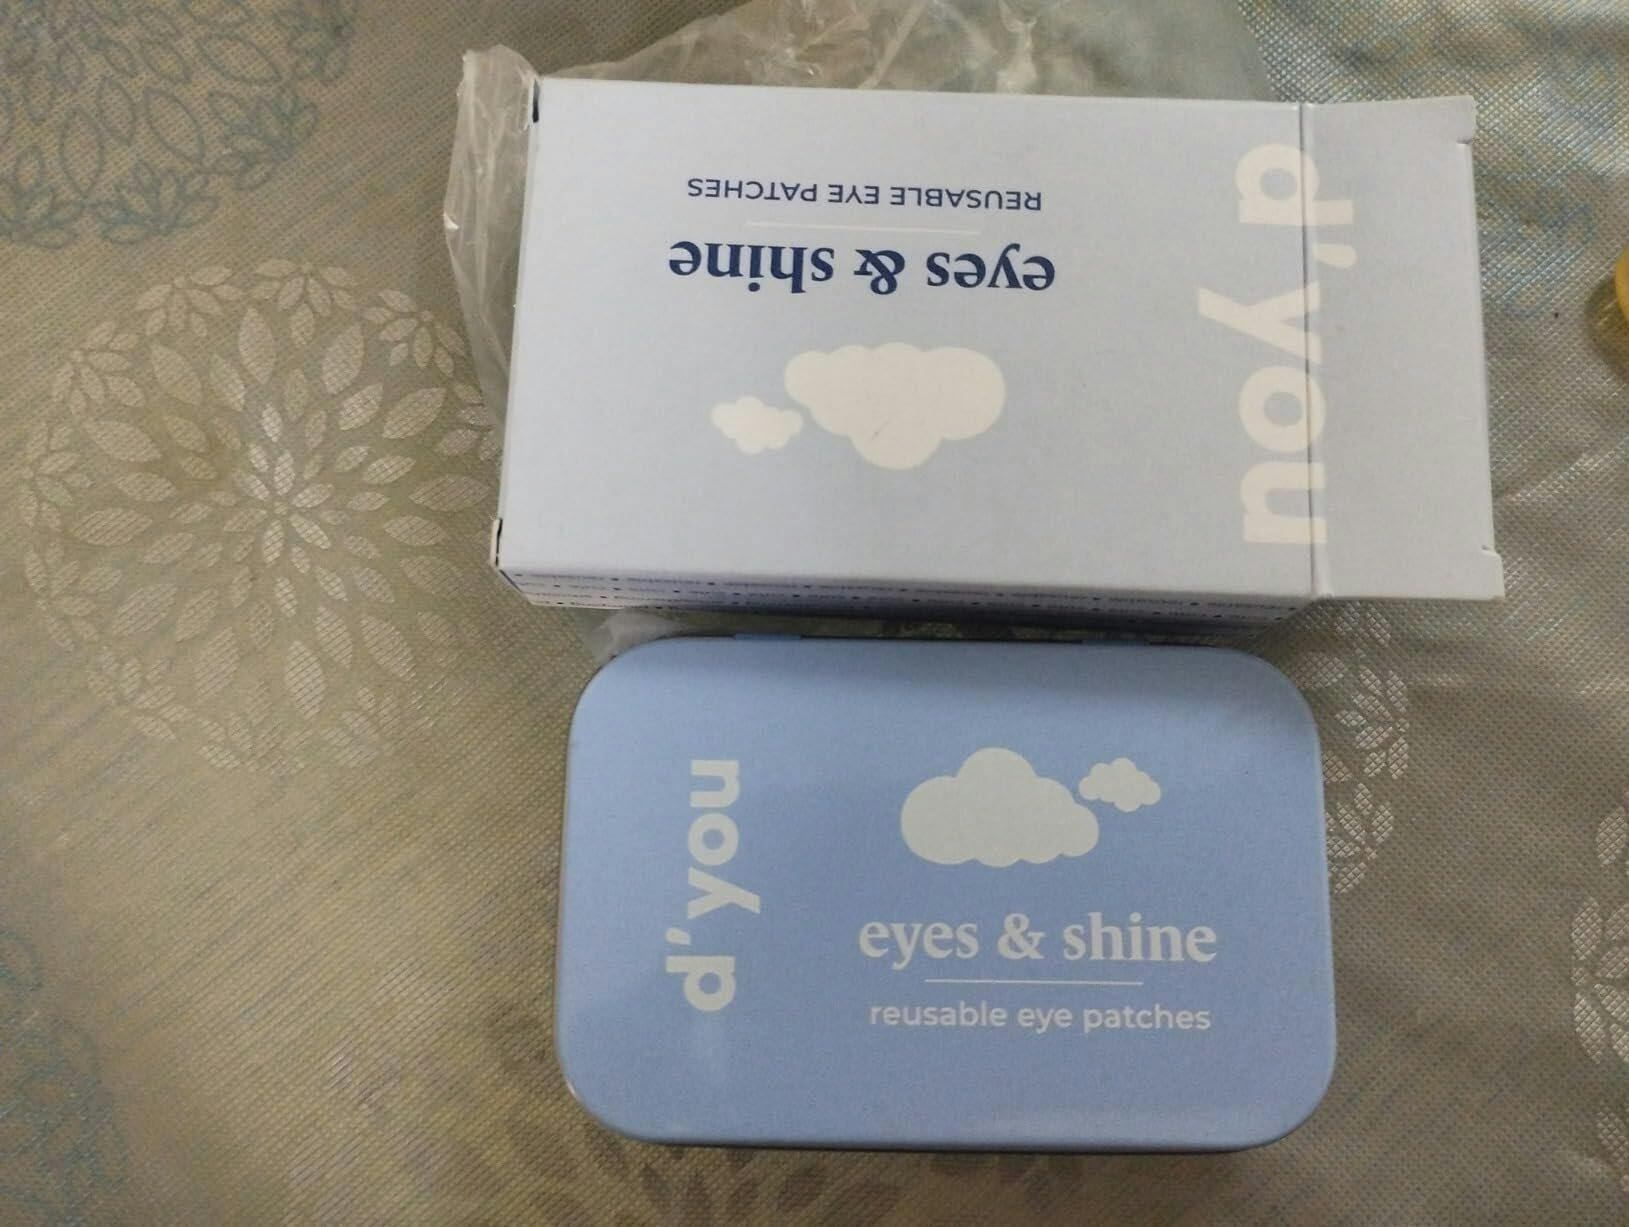 d'you
eyes & shine
REUSABLE EYE PATCHES
d'you
eyes & shine
reusable eye patches